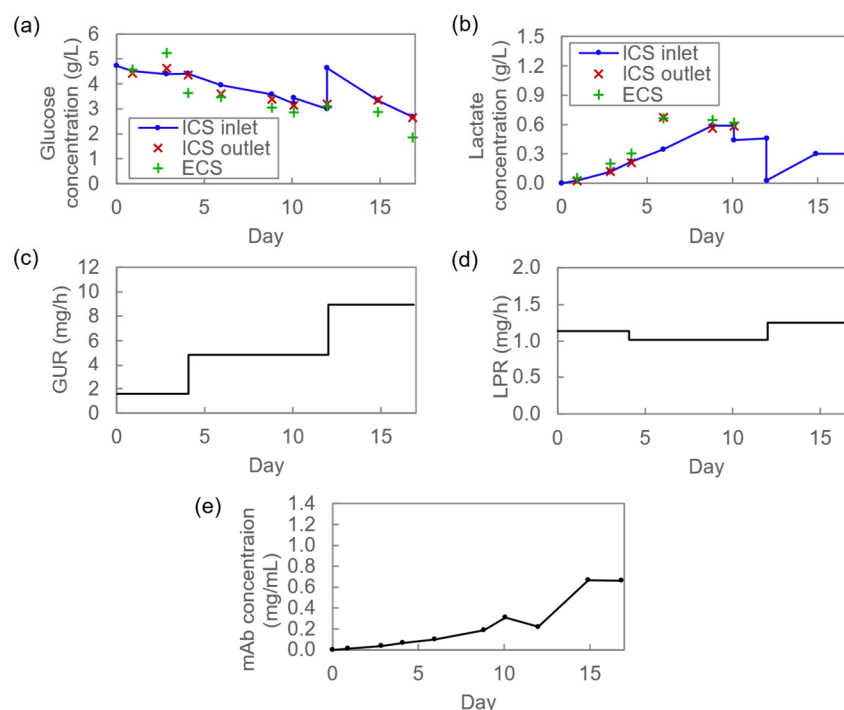 (a)
Glucose
concentration (g/L)
6
5
4
3
2
1
0
ICS inlet
ICS outlet
ECS
0 5 10 15
Day
(b)
Lactate
concentration (g/L)
1.5
1.2
0.9
0.6
0.3
0.0
ICS inlet
ICS outlet
ECS
0 5 10 15
Day
(c)
GUR (mg/h)
12
10
8
6
4
2
0
0 5 10 15
Day
(d)
LPR (mg/h)
2.0
1.5
1.0
0.5
0.0
0 5 10 15
Day
(e)
mAb concentraion
(mg/mL)
1.4
1.2
1.0
0.8
0.6
0.4
0.2
0.0
0 5 10 15
Day